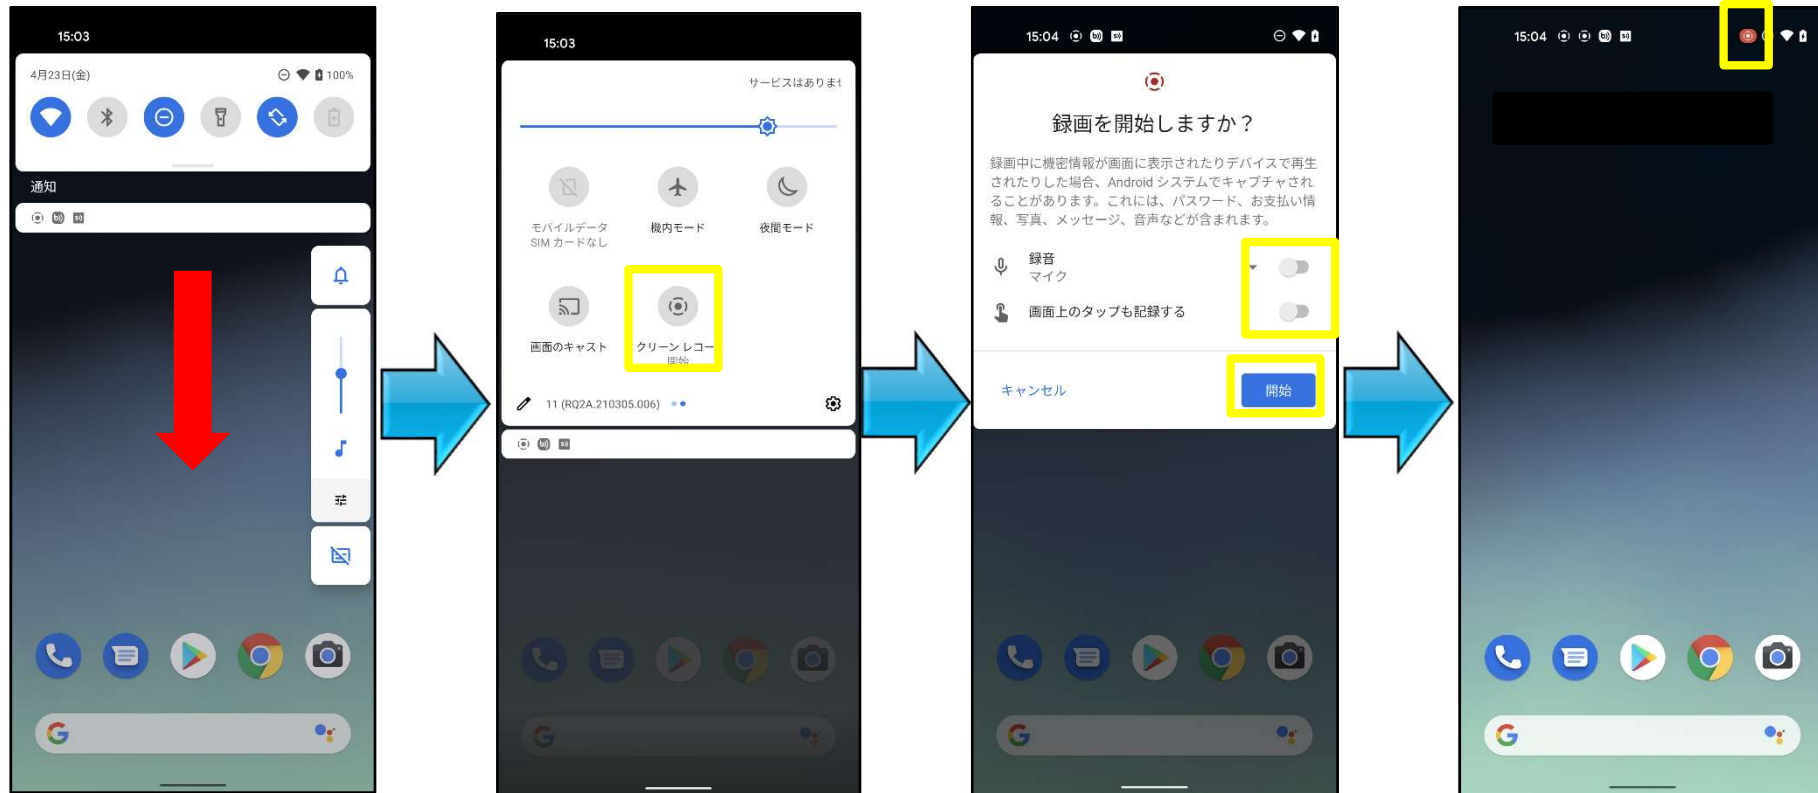 15:03
4月23日(金)
100%
通知
15:03
サービスはありませ
モバイルデータ
SIM カードなし
機内モード
夜間モード
画面のキャスト
クリーン レコー
開始
11 (RQ2A.210305.006)
15:04
録画を開始しますか？
録画中に機密情報が画面に表示されたりデバイスで再生
されたりした場合、Android システムでキャプチャされ
ることがあります。これには、パスワード、お支払い情
報、写真、メッセージ、音声などが含まれます。
録音
マイク
画面上のタップも記録する
キャンセル
開始
15:04